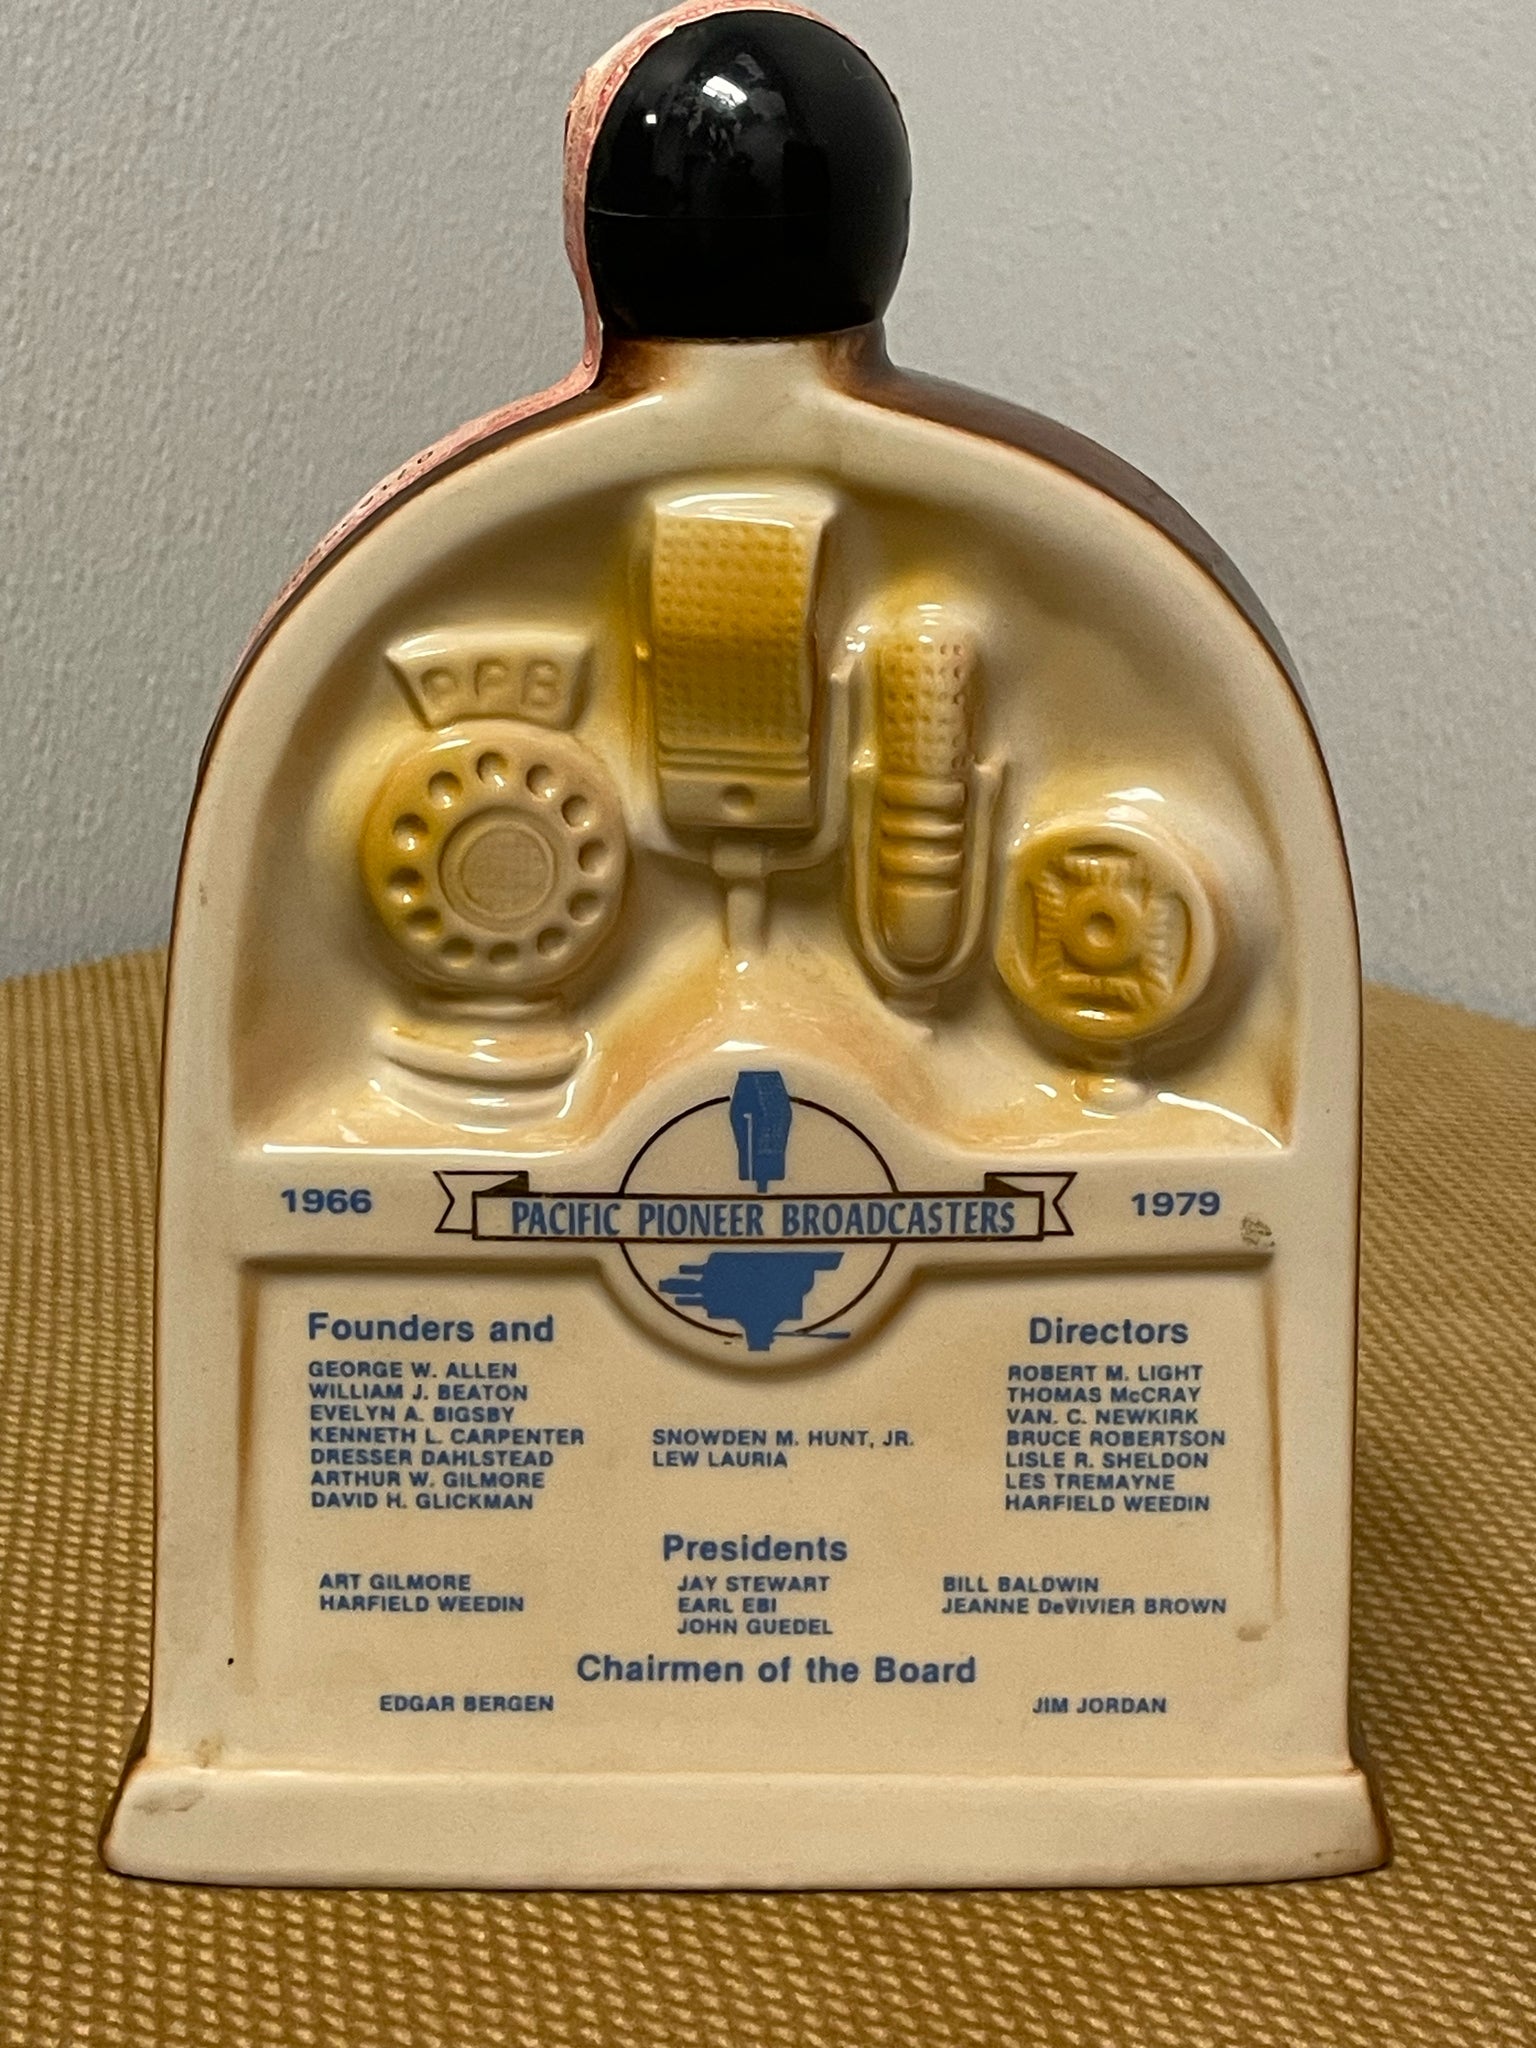 PPB
1966
PACIFIC PIONEER BROADCASTERS
1979
Founders and
GEORGE W. ALLEN
WILLIAM J. BEATON
EVELYN A. BIGSBY
KENNETH L. CARPENTER
DRESSER DAHLSTEAD
ARTHUR W. GILMORE
DAVID H. GLICKMAN
SNOWDEN M. HUNT, JR.
LEW LAURIA
Directors
ROBERT M. LIGHT
THOMAS McCRAY
VAN. C. NEWKIRK
BRUCE ROBERTSON
LISLE R. SHELDON
LES TREMAYNE
HARFIELD WEEDIN
Presidents
ART GILMORE
HARFIELD WEEDIN
JAY STEWART
EARL EBI
JOHN GUEDEL
BILL BALDWIN
JEANNE DeVIVIER BROWN
Chairmen of the Board
EDGAR BERGEN
JIM JORDAN